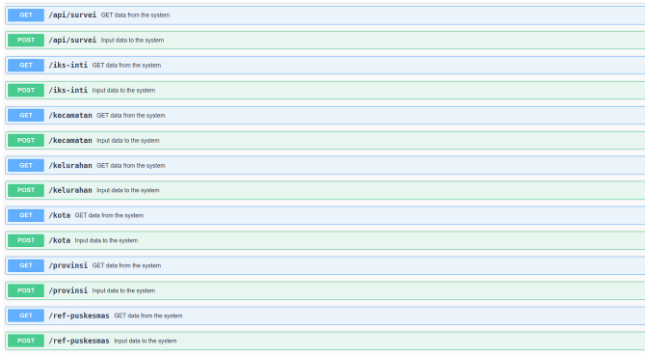 GET /api/survei GET data from the system
POST /api/survei Input data to the system
GET /iks-inti GET data from the system
POST /iks-inti Input data to the system
GET /kecamatan GET data from the system
POST /kecamatan Input data to the system
GET /kelurahan GET data from the system
POST /kelurahan Input data to the system
GET /kota GET data from the system
POST /kota Input data to the system
GET /provinsi GET data from the system
POST /provinsi Input data to the system
GET /ref-puskesmas GET data from the system
POST /ref-puskesmas Input data to the system